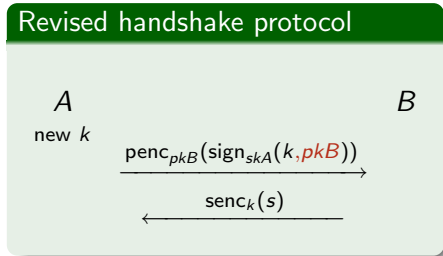 Revised handshake protocol
A B
new k
penc_pkB(sign_skA(k,pkB))
senc_k(s)